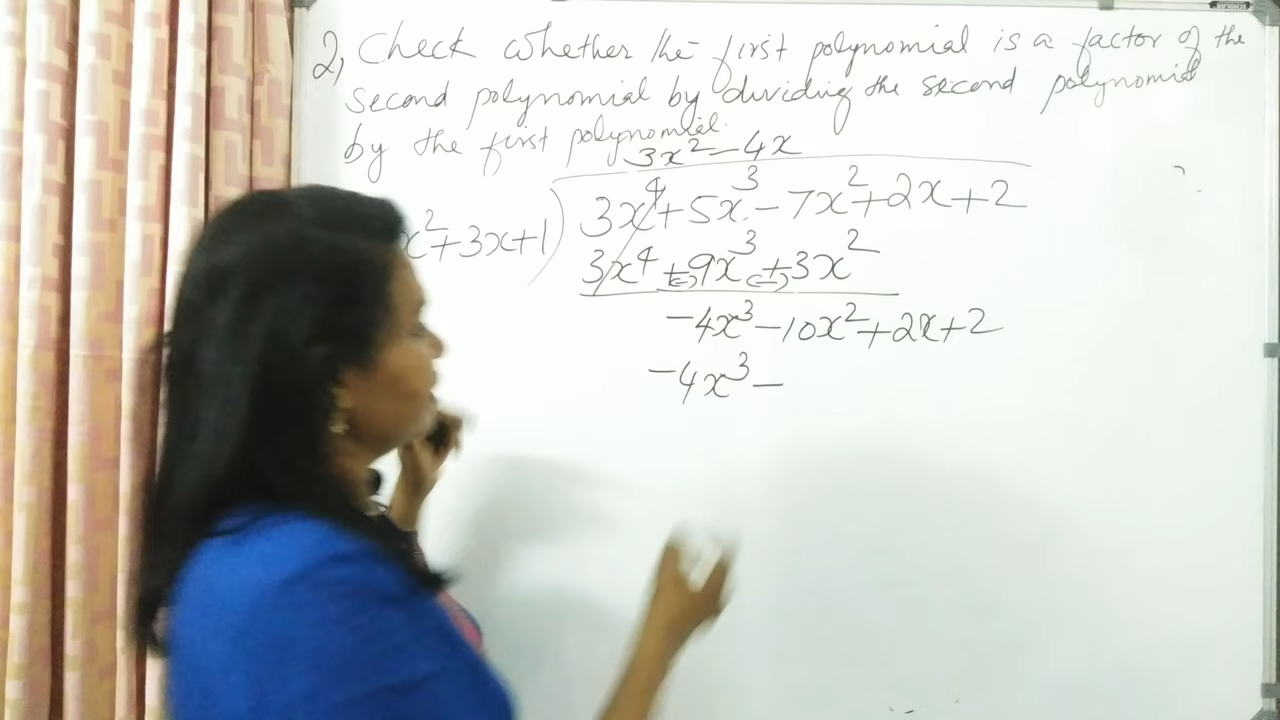 2, Check whether the first polynomial is a factor of the
second polynomial by dividing the second polynomial
by the first polynomial.
3x² - 4x
x² + 3x + 1 ) 3x⁴ + 5x³ - 7x² + 2x + 2
3x⁴ + 9x³ + 3x²
(-) (-)
-4x³ - 10x² + 2x + 2
-4x³ -